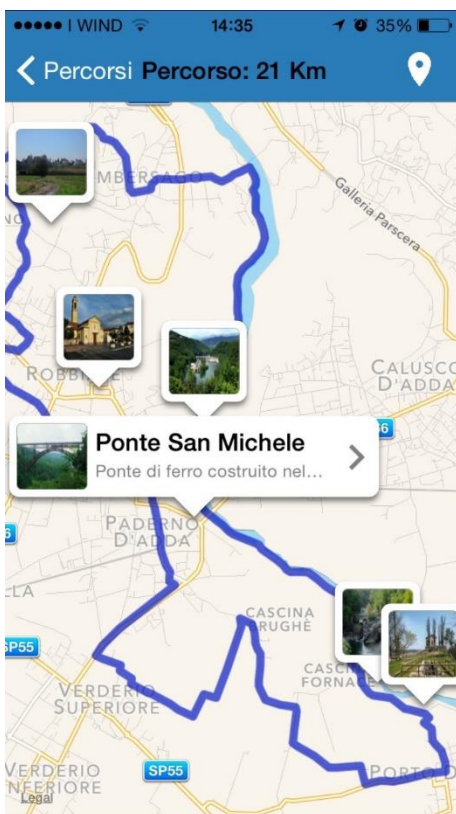 I WIND 14:35 35%
Percorsi Percorso: 21 Km
Galleria Parscera
CALUSCO
D'ADDA
Ponte San Michele
Ponte di ferro costruito nel...
PADERNO
D'ADDA
CASCINA
BRUGHÈ
SP55
VERDERIO
SUPERIORE
VERDERIO
INFERIORE
SP55
Legal